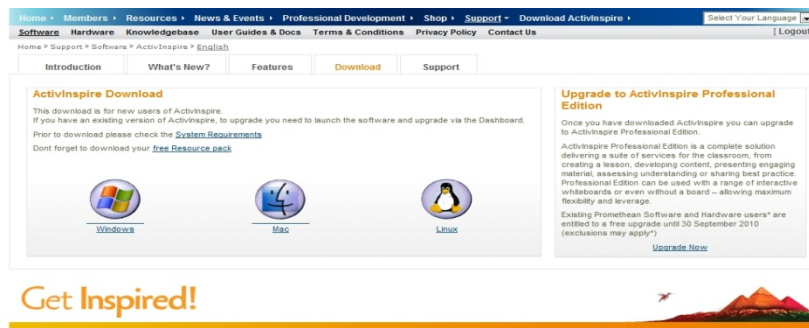 Home Members Resources News & Events Professional Development Shop Support Download ActivInspire Select Your Language
Software Hardware Knowledgebase User Guides & Docs Terms & Conditions Privacy Policy Contact Us [Logout
Home > Support > Software > ActivInspire > English
Introduction What's New? Features Download Support
ActivInspire Download
This download is for new users of ActivInspire.
If you have an existing version of ActivInspire, to upgrade you need to launch the software and upgrade via the Dashboard.
Prior to download please check the System Requirements
Dont forget to download your free Resource pack
Windows Mac Linux
Upgrade to ActivInspire Professional
Edition
Once you have downloaded ActivInspire you can upgrade
to ActivInspire Professional Edition.
ActivInspire Professional Edition is a complete solution
delivering a suite of services for the classroom, from
creating a lesson, developing content, presenting engaging
material, assessing understanding or sharing best practice.
Professional Edition can be used with a range of interactive
whiteboards or even without a board – allowing maximum
flexibility and leverage.
Existing Promethean Software and Hardware users* are
entitled to a free upgrade until 30 September 2010
(exclusions may apply*)
Upgrade Now
Get Inspired!